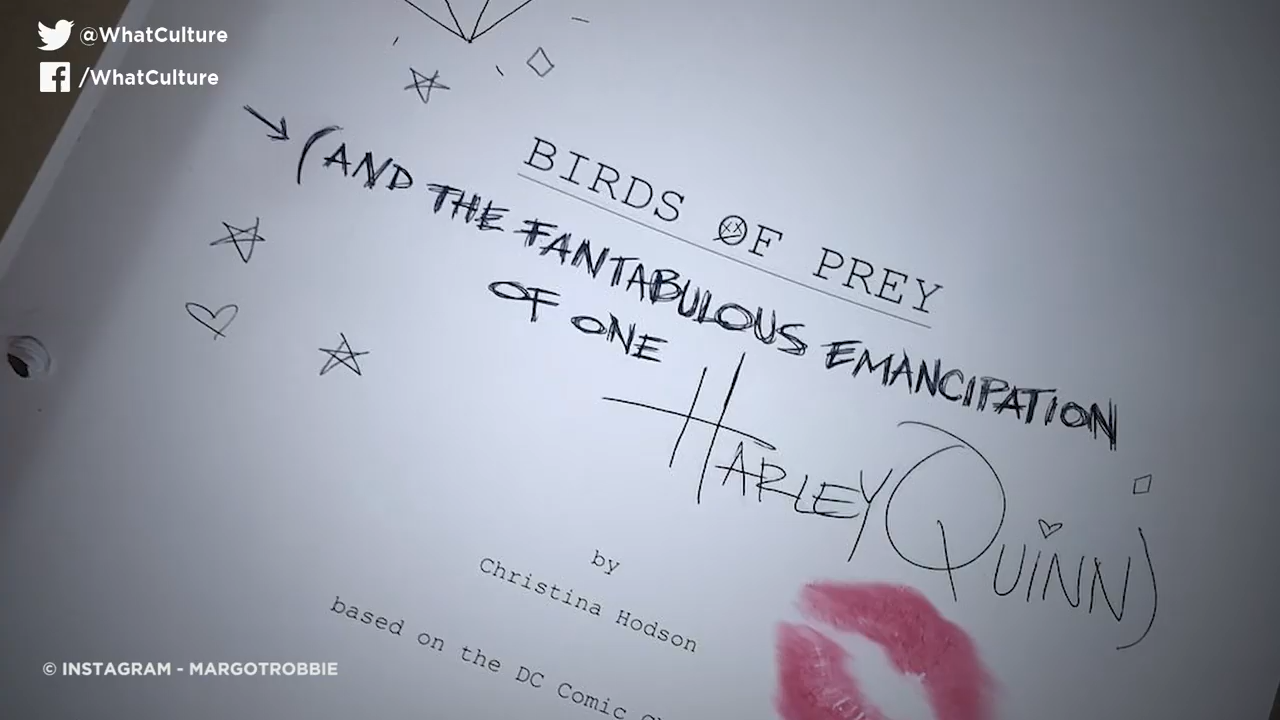 @WhatCulture
/WhatCulture
BIRDS OF PREY
(AND THE FANTABULOUS EMANCIPATION
OF ONE
HARLEY QUINN)
by
Christina Hodson
based on the DC Comic
© INSTAGRAM - MARGOTROBBIE